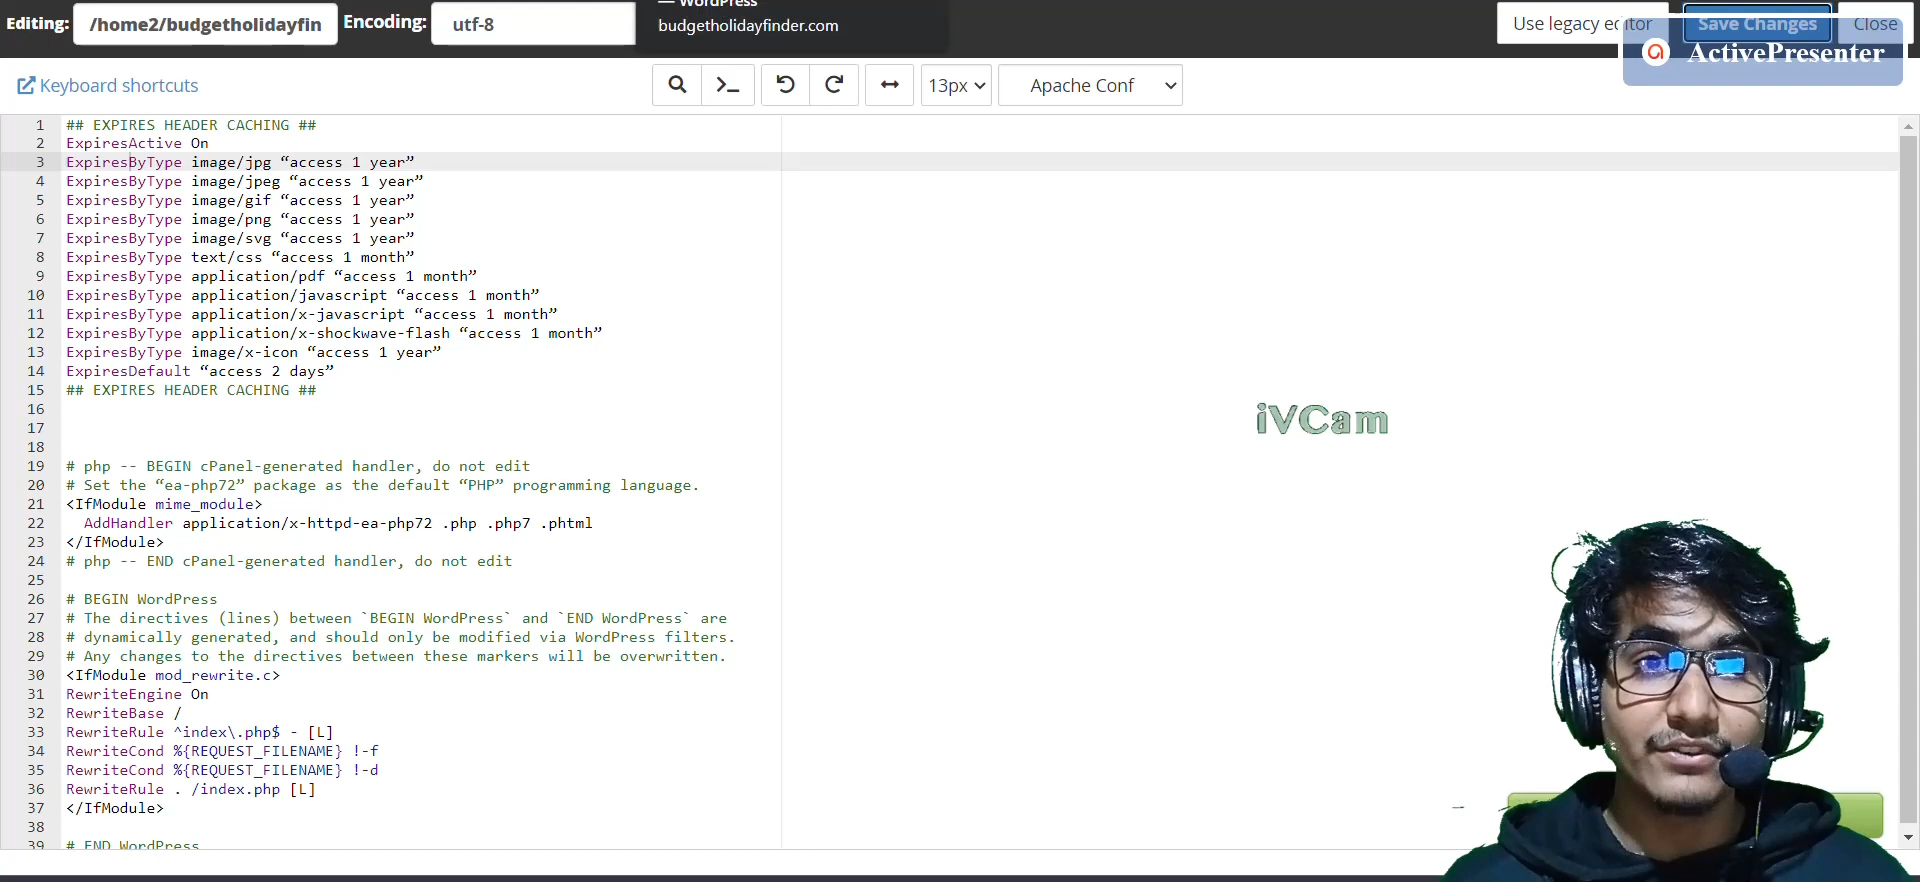 — WordPress
budgetholidayfinder.com
Editing: /home2/budgetholidayfin Encoding: utf-8 Use legacy editor Save Changes Close
ActivePresenter
Keyboard shortcuts 13px Apache Conf
1 ## EXPIRES HEADER CACHING ##
2 ExpiresActive On
3 ExpiresByType image/jpg “access 1 year”
4 ExpiresByType image/jpeg “access 1 year”
5 ExpiresByType image/gif “access 1 year”
6 ExpiresByType image/png “access 1 year”
7 ExpiresByType image/svg “access 1 year”
8 ExpiresByType text/css “access 1 month”
9 ExpiresByType application/pdf “access 1 month”
10 ExpiresByType application/javascript “access 1 month”
11 ExpiresByType application/x-javascript “access 1 month”
12 ExpiresByType application/x-shockwave-flash “access 1 month”
13 ExpiresByType image/x-icon “access 1 year”
14 ExpiresDefault “access 2 days”
15 ## EXPIRES HEADER CACHING ##
16
17
18
iVCam
19 # php -- BEGIN cPanel-generated handler, do not edit
20 # Set the “ea-php72” package as the default “PHP” programming language.
21 <IfModule mime_module>
22   AddHandler application/x-httpd-ea-php72 .php .php7 .phtml
23 </IfModule>
24 # php -- END cPanel-generated handler, do not edit
25
26 # BEGIN WordPress
27 # The directives (lines) between `BEGIN WordPress` and `END WordPress` are
28 # dynamically generated, and should only be modified via WordPress filters.
29 # Any changes to the directives between these markers will be overwritten.
30 <IfModule mod_rewrite.c>
31 RewriteEngine On
32 RewriteBase /
33 RewriteRule ^index\.php$ - [L]
34 RewriteCond %{REQUEST_FILENAME} !-f
35 RewriteCond %{REQUEST_FILENAME} !-d
36 RewriteRule . /index.php [L]
37 </IfModule>
38
39 # END WordPress